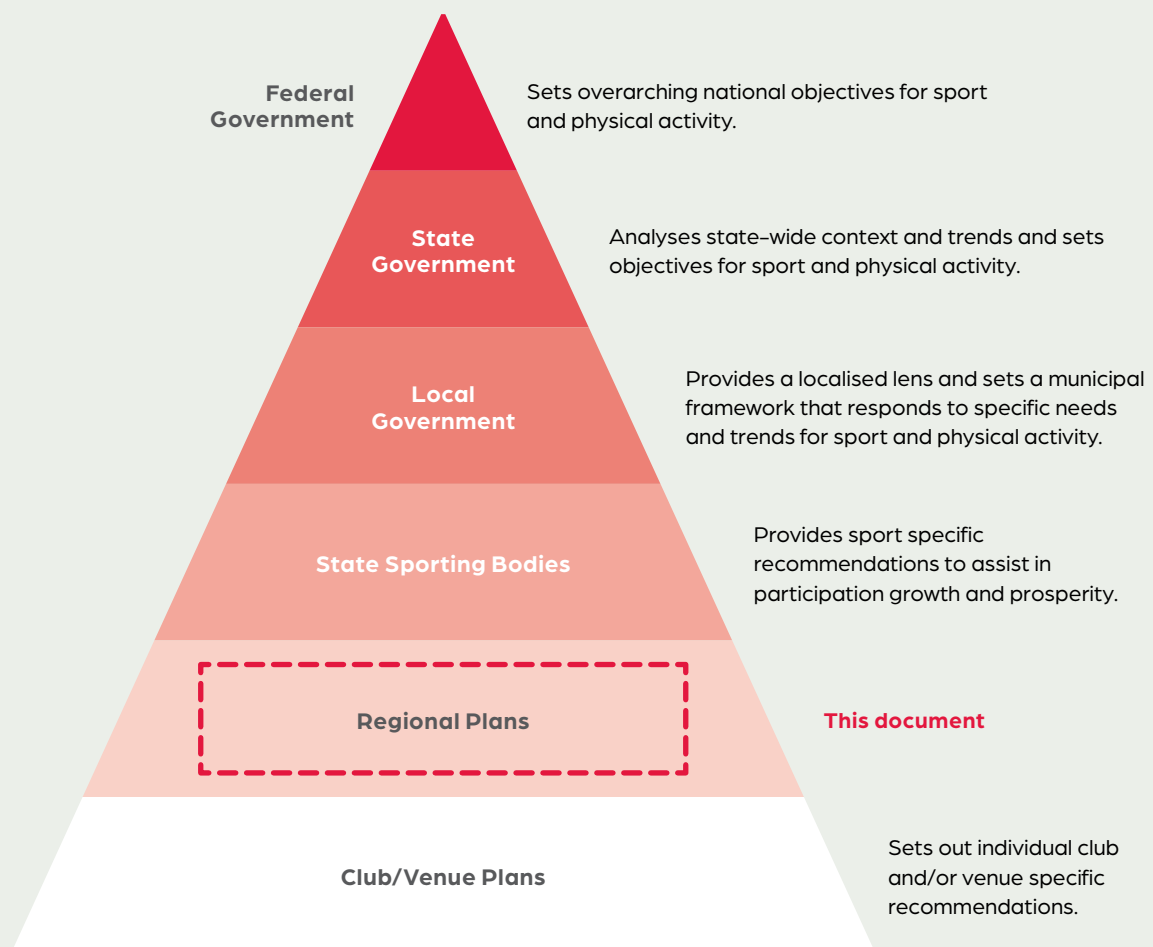 Federal
Government
Sets overarching national objectives for sport
and physical activity.
State
Government
Analyses state-wide context and trends and sets
objectives for sport and physical activity.
Local
Government
Provides a localised lens and sets a municipal
framework that responds to specific needs
and trends for sport and physical activity.
State Sporting Bodies
Provides sport specific
recommendations to assist in
participation growth and prosperity.
Regional Plans
This document
Club/Venue Plans
Sets out individual club
and/or venue specific
recommendations.